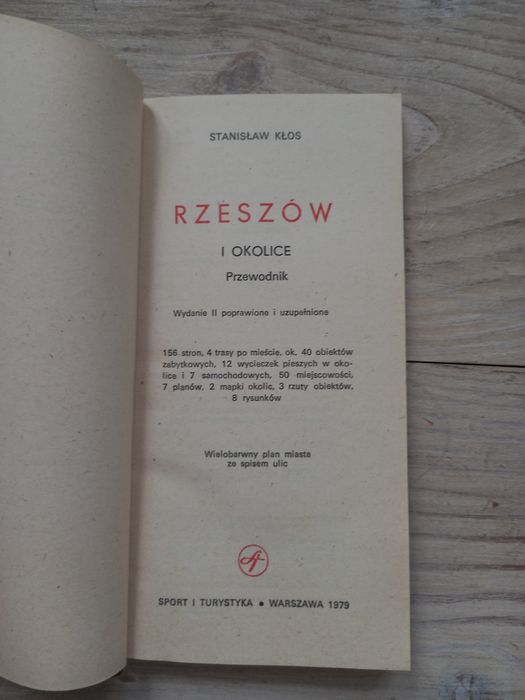 STANISŁAW KŁOS
RZESZÓW
I OKOLICE
Przewodnik
Wydanie II poprawione i uzupełnione
156 stron, 4 trasy po mieście, ok. 40 obiektów
zabytkowych, 12 wycieczek pieszych w oko-
lice i 7 samochodowych, 50 miejscowości,
7 planów, 2 mapki okolic, 3 rzuty obiektów,
8 rysunków
Wielobarwny plan miasta
ze spisem ulic
SPORT I TURYSTYKA • WARSZAWA 1979